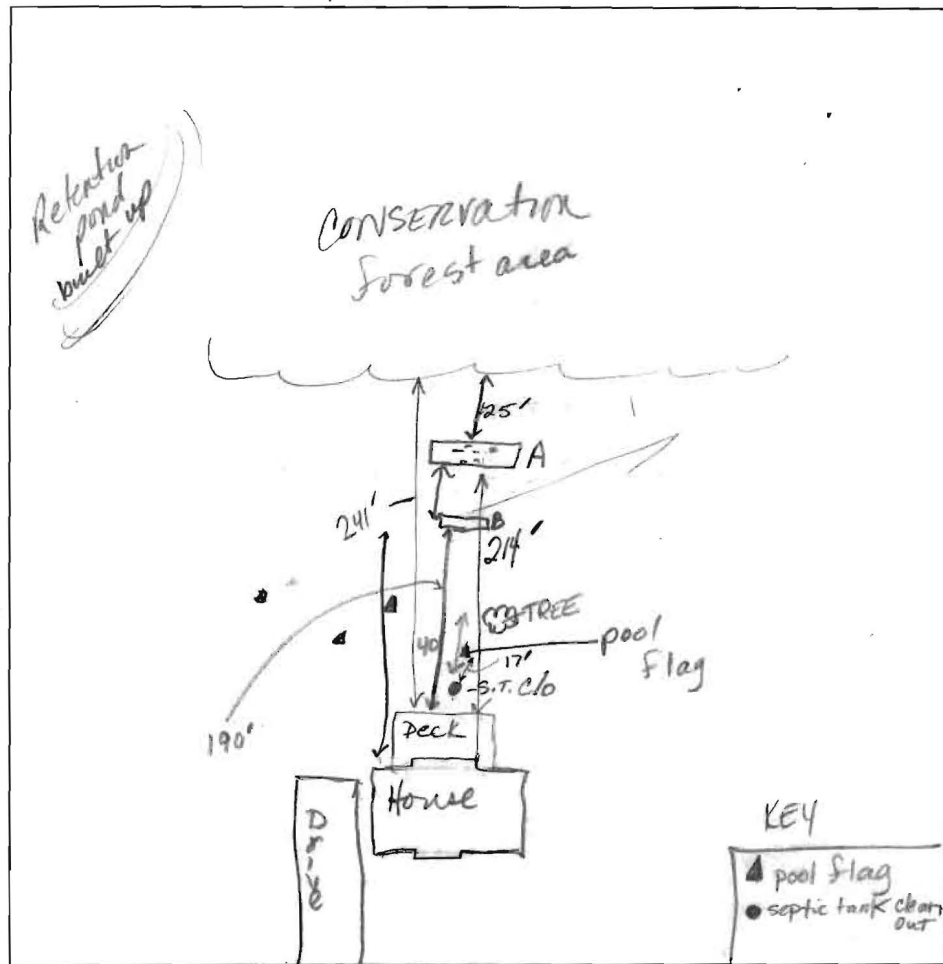 Retention
pond
built up
CONSERVATION
forest area
25'
A
241'
B
214'
TREE
40
pool
flag
17'
S.T. C/O
190'
Deck
House
Drive
KEY
pool flag
septic tank clean
out